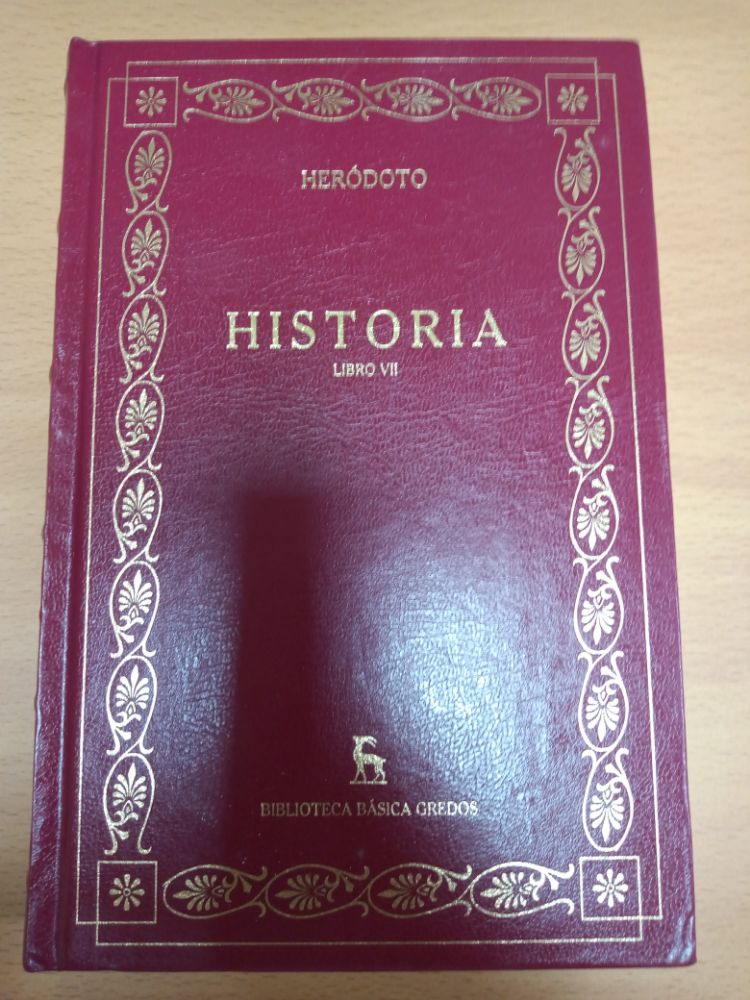 HERÓDOTO
HISTORIA
LIBRO VII
BIBLIOTECA BÁSICA GREDOS